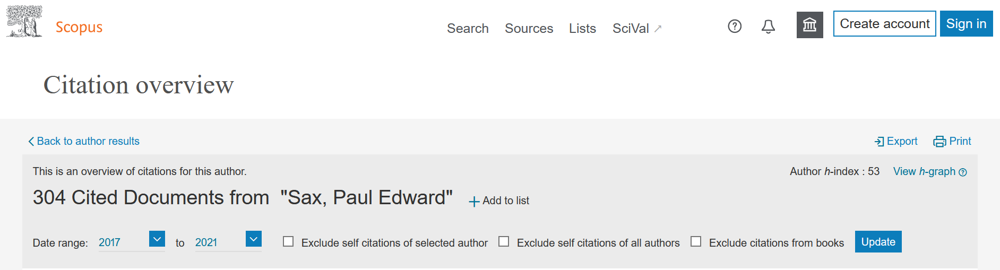 Scopus
Search Sources Lists SciVal ↗ Create account Sign in
Citation overview
Back to author results Export Print
This is an overview of citations for this author. Author h-index : 53 View h-graph
304 Cited Documents from "Sax, Paul Edward" + Add to list
Date range: 2017 to 2021 Exclude self citations of selected author Exclude self citations of all authors Exclude citations from books Update